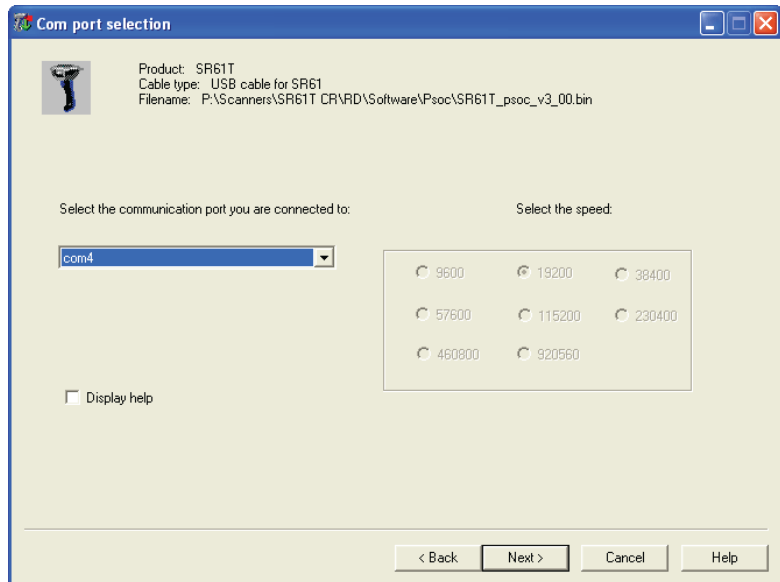 Com port selection
Product: SR61T
Cable type: USB cable for SR61
Filename: P:\Scanners\SR61T CR\RD\Software\Psoc\SR61T_psoc_v3_00.bin
Select the communication port you are connected to:
Select the speed:
com4
9600 19200 38400
57600 115200 230400
460800 920560
Display help
< Back Next > Cancel Help